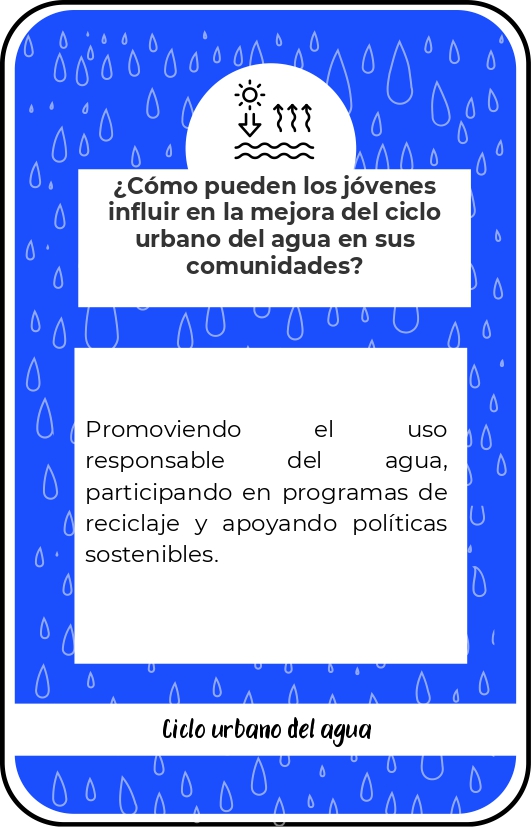 ¿Cómo pueden los jóvenes
influir en la mejora del ciclo
urbano del agua en sus
comunidades?
Promoviendo el uso
responsable del agua,
participando en programas de
reciclaje y apoyando políticas
sostenibles.
Ciclo urbano del agua